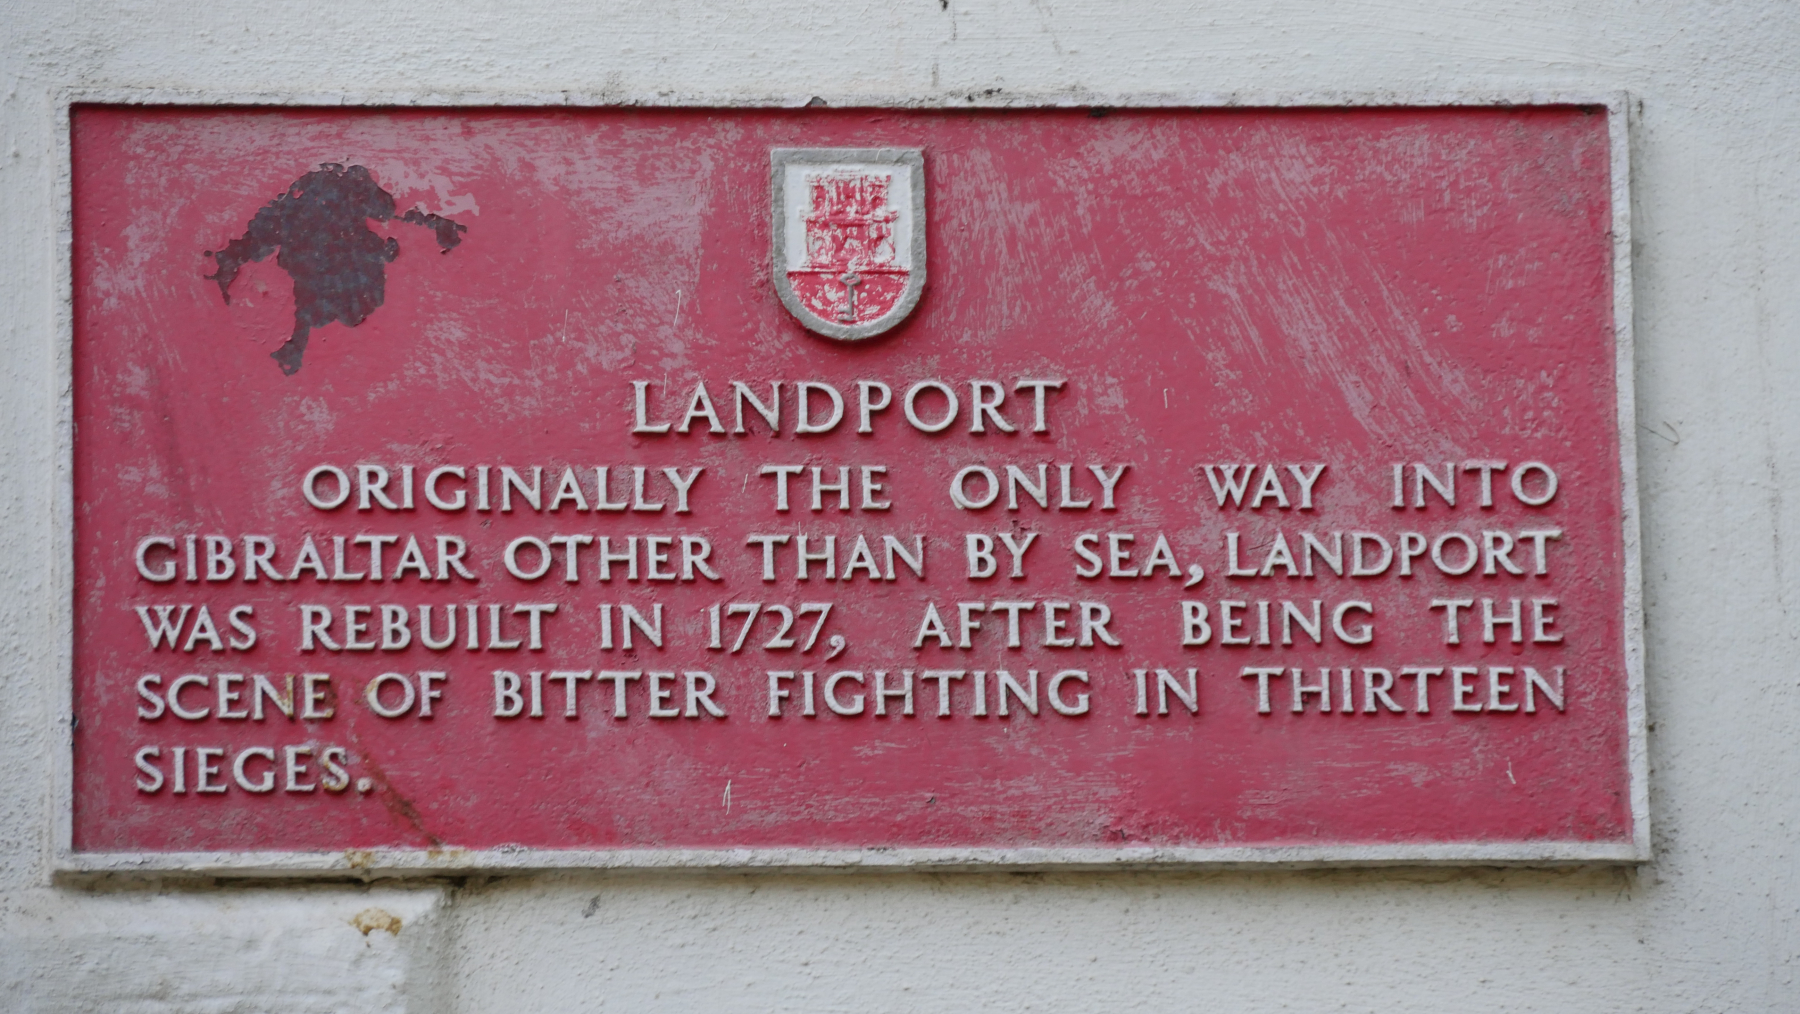 LANDPORT
ORIGINALLY THE ONLY WAY INTO
GIBRALTAR OTHER THAN BY SEA, LANDPORT
WAS REBUILT IN 1727, AFTER BEING THE
SCENE OF BITTER FIGHTING IN THIRTEEN
SIEGES.